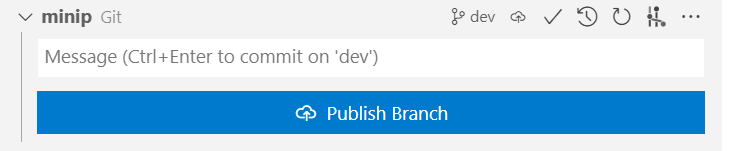 minip Git dev
Message (Ctrl+Enter to commit on 'dev')
Publish Branch